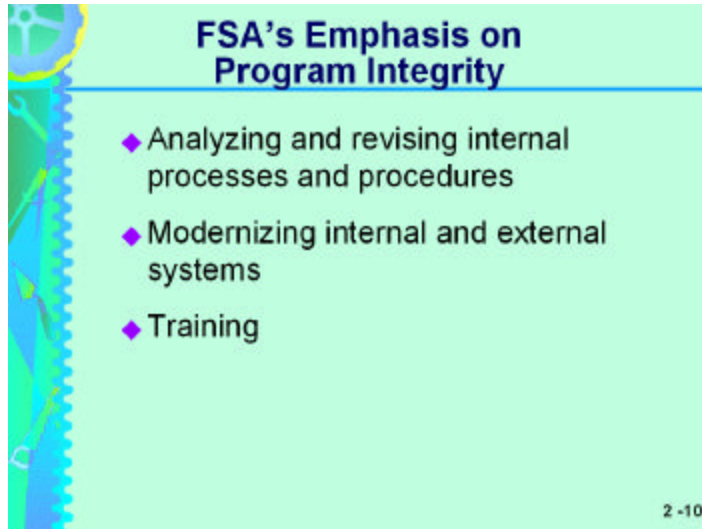 FSA's Emphasis on
Program Integrity
◆ Analyzing and revising internal
processes and procedures
◆ Modernizing internal and external
systems
◆ Training
2 -10